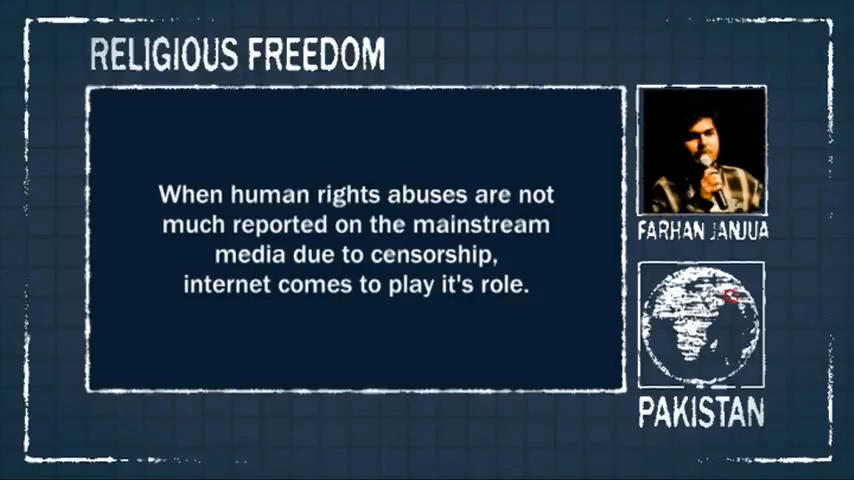 RELIGIOUS FREEDOM
When human rights abuses are not
much reported on the mainstream
media due to censorship,
internet comes to play it's role.
FARHAN JANJUA
PAKISTAN